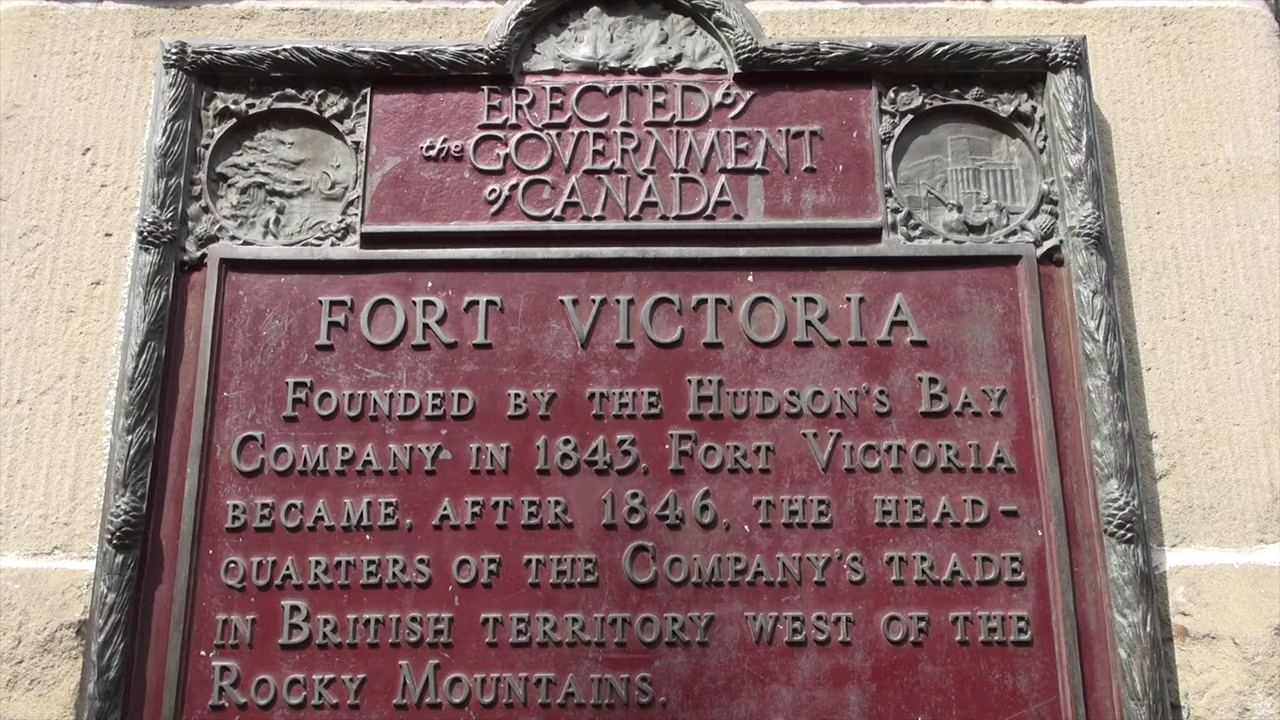 ERECTED by
the GOVERNMENT
of CANADA
FORT VICTORIA
FOUNDED BY THE HUDSON'S BAY
COMPANY IN 1843, FORT VICTORIA
BECAME, AFTER 1846, THE HEAD-
QUARTERS OF THE COMPANY'S TRADE
IN BRITISH TERRITORY WEST OF THE
ROCKY MOUNTAINS.